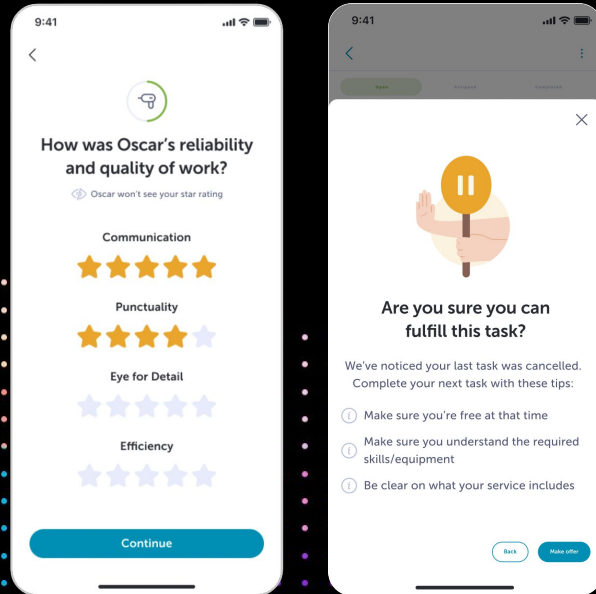 9:41
How was Oscar's reliability
and quality of work?
Oscar won't see your star rating
Communication
Punctuality
Eye for Detail
Efficiency
Continue
9:41
Are you sure you can
fulfill this task?
We've noticed your last task was cancelled.
Complete your next task with these tips:
i Make sure you're free at that time
i Make sure you understand the required
skills/equipment
i Be clear on what your service includes
Back
Make offer